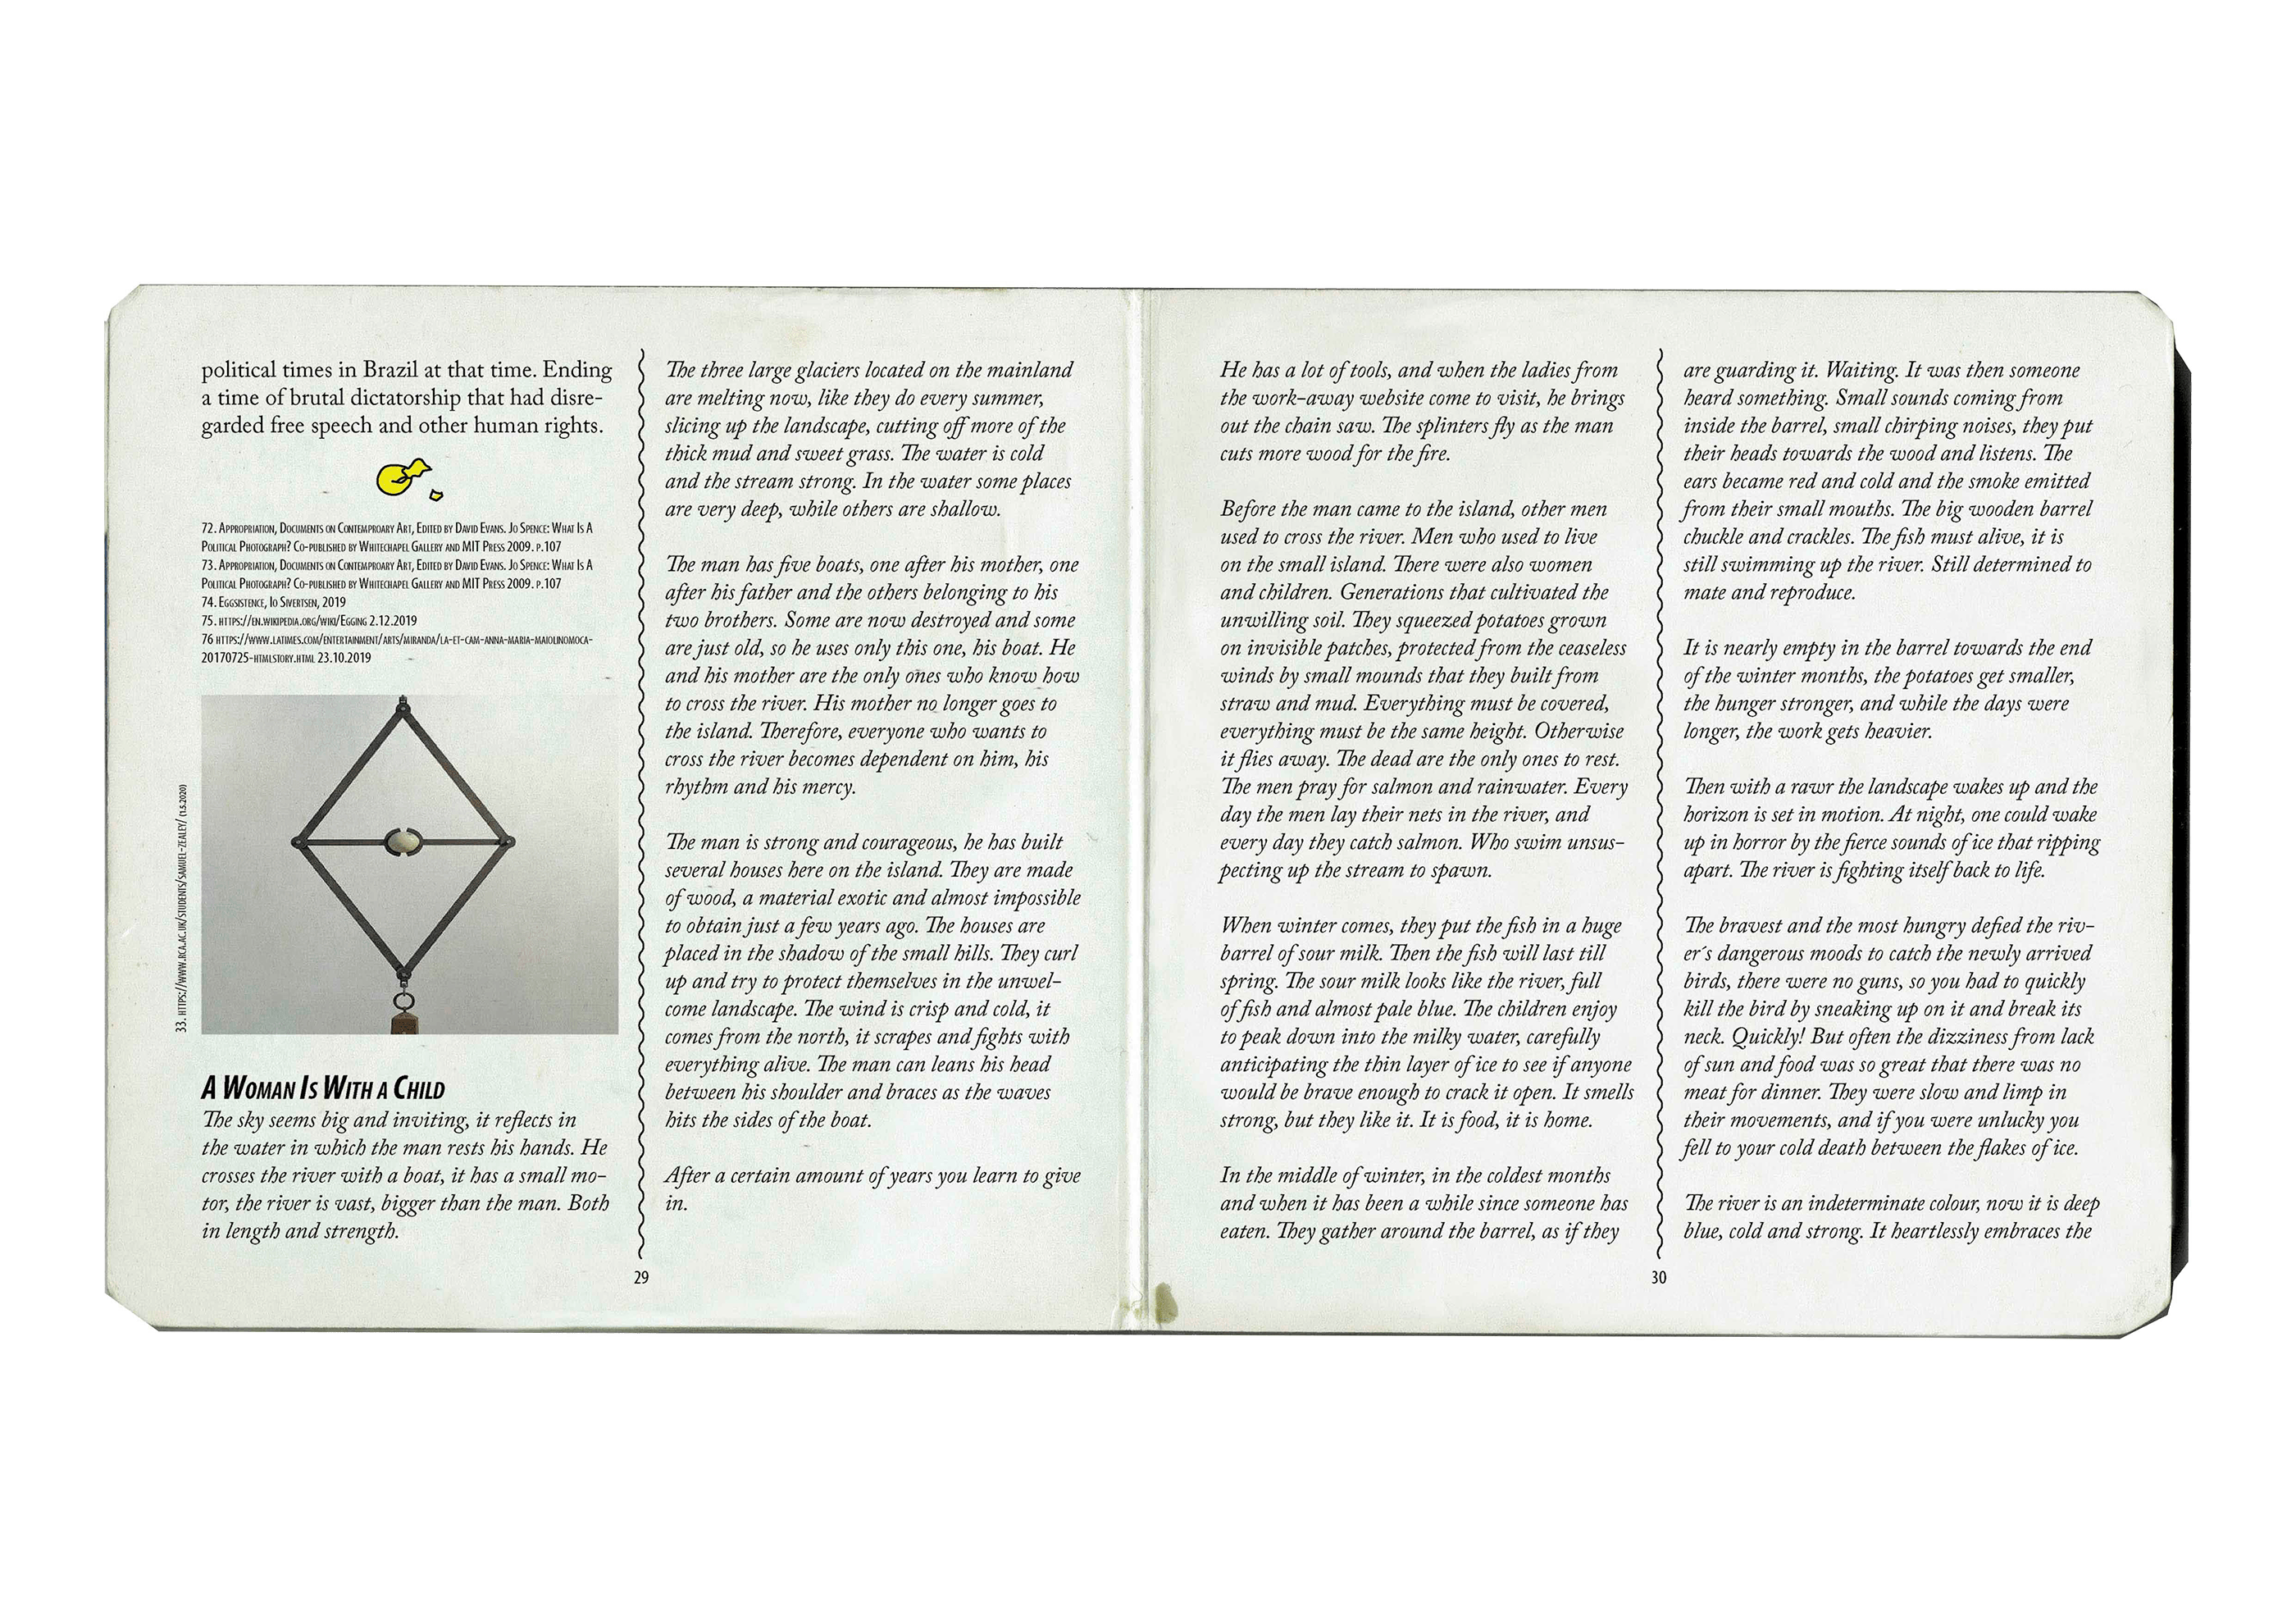 political times in Brazil at that time. Ending
a time of brutal dictatorship that had disre-
garded free speech and other human rights.
72. Appropriation, Documents on Contemproary Art, Edited by David Evans. Jo Spence: What Is A
Political Photograph? Co-published by Whitechapel Gallery and MIT Press 2009. p.107
73. Appropriation, Documents on Contemproary Art, Edited by David Evans. Jo Spence: What Is A
Political Photograph? Co-published by Whitechapel Gallery and MIT Press 2009. p.107
74. Eggsistence, Io Sivertsen, 2019
75. https://en.wikipedia.org/wiki/Egging 2.12.2019
76 https://www.latimes.com/entertainment/arts/miranda/la-et-cam-anna-maria-maiolinomoca-
20170725-htmlstory.html 23.10.2019
33. https://www.rca.ac.uk/students/samuel-zealey/ (1.5.2020)
A Woman Is With a Child
The sky seems big and inviting, it reflects in
the water in which the man rests his hands. He
crosses the river with a boat, it has a small mo-
tor, the river is vast, bigger than the man. Both
in length and strength.
The three large glaciers located on the mainland
are melting now, like they do every summer,
slicing up the landscape, cutting off more of the
thick mud and sweet grass. The water is cold
and the stream strong. In the water some places
are very deep, while others are shallow.
The man has five boats, one after his mother, one
after his father and the others belonging to his
two brothers. Some are now destroyed and some
are just old, so he uses only this one, his boat. He
and his mother are the only ones who know how
to cross the river. His mother no longer goes to
the island. Therefore, everyone who wants to
cross the river becomes dependent on him, his
rhythm and his mercy.
The man is strong and courageous, he has built
several houses here on the island. They are made
of wood, a material exotic and almost impossible
to obtain just a few years ago. The houses are
placed in the shadow of the small hills. They curl
up and try to protect themselves in the unwel-
come landscape. The wind is crisp and cold, it
comes from the north, it scrapes and fights with
everything alive. The man can leans his head
between his shoulder and braces as the waves
hits the sides of the boat.
After a certain amount of years you learn to give
in.
29
He has a lot of tools, and when the ladies from
the work-away website come to visit, he brings
out the chain saw. The splinters fly as the man
cuts more wood for the fire.
Before the man came to the island, other men
used to cross the river. Men who used to live
on the small island. There were also women
and children. Generations that cultivated the
unwilling soil. They squeezed potatoes grown
on invisible patches, protected from the ceaseless
winds by small mounds that they built from
straw and mud. Everything must be covered,
everything must be the same height. Otherwise
it flies away. The dead are the only ones to rest.
The men pray for salmon and rainwater. Every
day the men lay their nets in the river, and
every day they catch salmon. Who swim unsus-
pecting up the stream to spawn.
When winter comes, they put the fish in a huge
barrel of sour milk. Then the fish will last till
spring. The sour milk looks like the river, full
of fish and almost pale blue. The children enjoy
to peak down into the milky water, carefully
anticipating the thin layer of ice to see if anyone
would be brave enough to crack it open. It smells
strong, but they like it. It is food, it is home.
In the middle of winter, in the coldest months
and when it has been a while since someone has
eaten. They gather around the barrel, as if they
are guarding it. Waiting. It was then someone
heard something. Small sounds coming from
inside the barrel, small chirping noises, they put
their heads towards the wood and listens. The
ears became red and cold and the smoke emitted
from their small mouths. The big wooden barrel
chuckle and crackles. The fish must alive, it is
still swimming up the river. Still determined to
mate and reproduce.
It is nearly empty in the barrel towards the end
of the winter months, the potatoes get smaller,
the hunger stronger, and while the days were
longer, the work gets heavier.
Then with a rawr the landscape wakes up and the
horizon is set in motion. At night, one could wake
up in horror by the fierce sounds of ice that ripping
apart. The river is fighting itself back to life.
The bravest and the most hungry defied the riv-
er´s dangerous moods to catch the newly arrived
birds, there were no guns, so you had to quickly
kill the bird by sneaking up on it and break its
neck. Quickly! But often the dizziness from lack
of sun and food was so great that there was no
meat for dinner. They were slow and limp in
their movements, and if you were unlucky you
fell to your cold death between the flakes of ice.
The river is an indeterminate colour, now it is deep
blue, cold and strong. It heartlessly embraces the
30